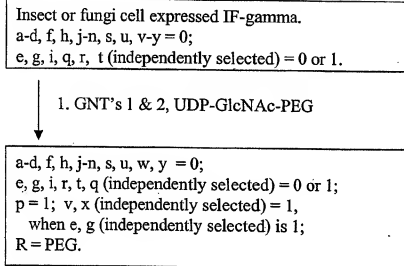 Insect or fungi cell expressed IF-gamma.
a-d, f, h, j-n, s, u, v-y = 0;
e, g, i, q, r, t (independently selected) = 0 or 1.
1. GNT's 1 & 2, UDP-GlcNAc-PEG
a-d, f, h, j-n, s, u, w, y = 0;
e, g, i, r, t, q (independently selected) = 0 or 1;
p = 1; v, x (independently selected) = 1,
when e, g (independently selected) is 1;
R = PEG.